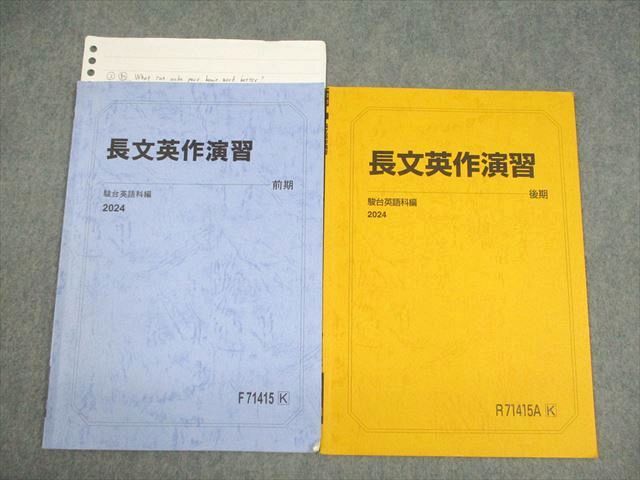 ② ⓑ What can make your brain work better?
長文英作演習
前期
駿台英語科編
2024
F71415 K
長文英作演習
後期
駿台英語科編
2024
R71415A K